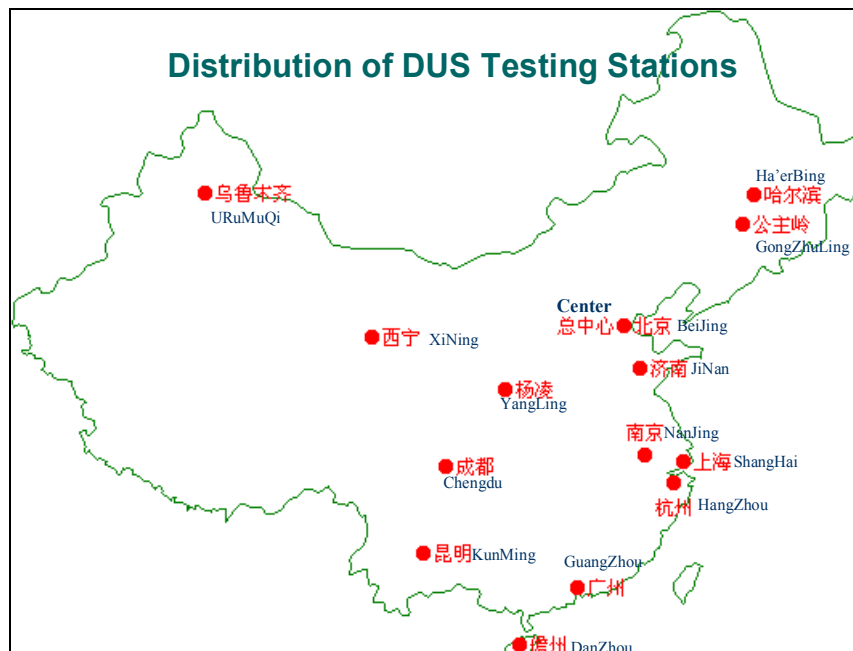 Distribution of DUS Testing Stations
Ha'erBing
哈尔滨
乌鲁木齐
URuMuQi
公主岭
GongZhuLing
Center
总中心 北京 BeiJing
西宁 XiNing
济南 JiNan
杨凌
YangLing
南京 NanJing
上海 ShangHai
成都
Chengdu
杭州 HangZhou
昆明 KunMing
GuangZhou
广州
儋州 DanZhou